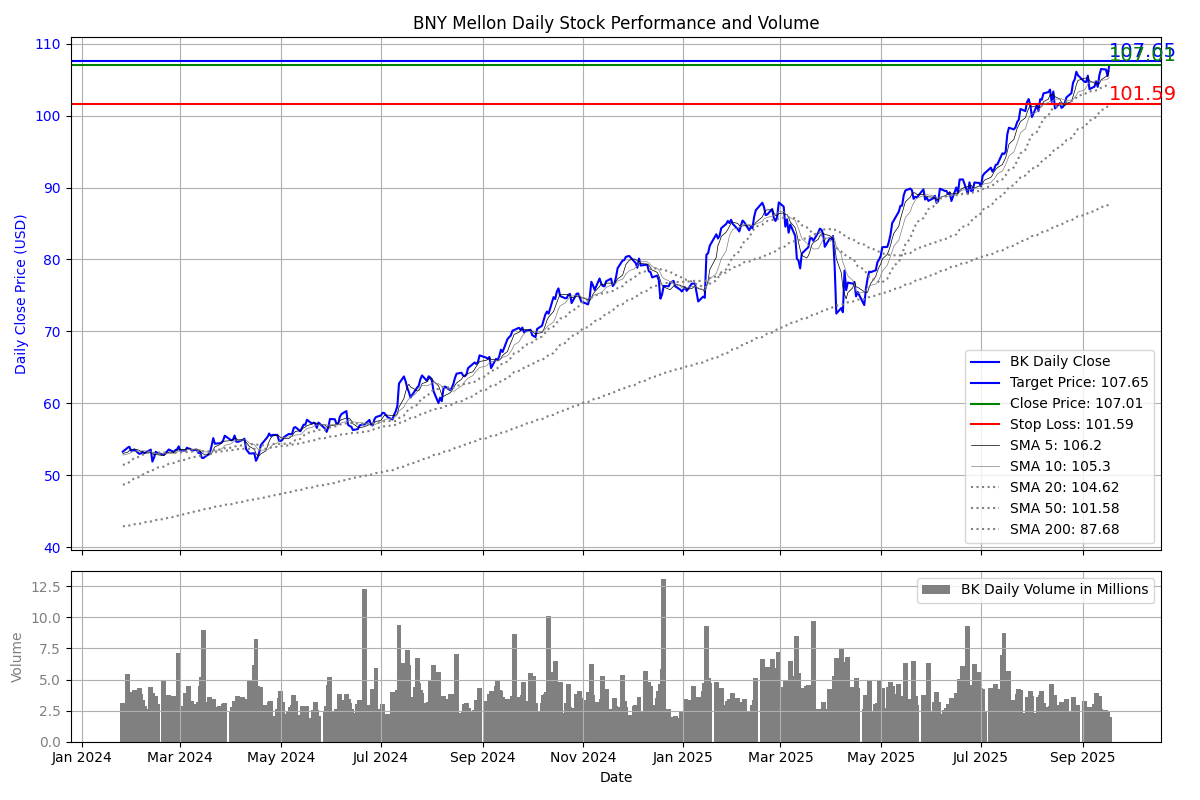 BNY Mellon Daily Stock Performance and Volume
110
100
90
80
70
60
50
40
Daily Close Price (USD)
107.65
107.01
101.59
BK Daily Close
Target Price: 107.65
Close Price: 107.01
Stop Loss: 101.59
SMA 5: 106.2
SMA 10: 105.3
SMA 20: 104.62
SMA 50: 101.58
SMA 200: 87.68
12.5
10.0
7.5
5.0
2.5
0.0
Volume
BK Daily Volume in Millions
Jan 2024 Mar 2024 May 2024 Jul 2024 Sep 2024 Nov 2024 Jan 2025 Mar 2025 May 2025 Jul 2025 Sep 2025
Date